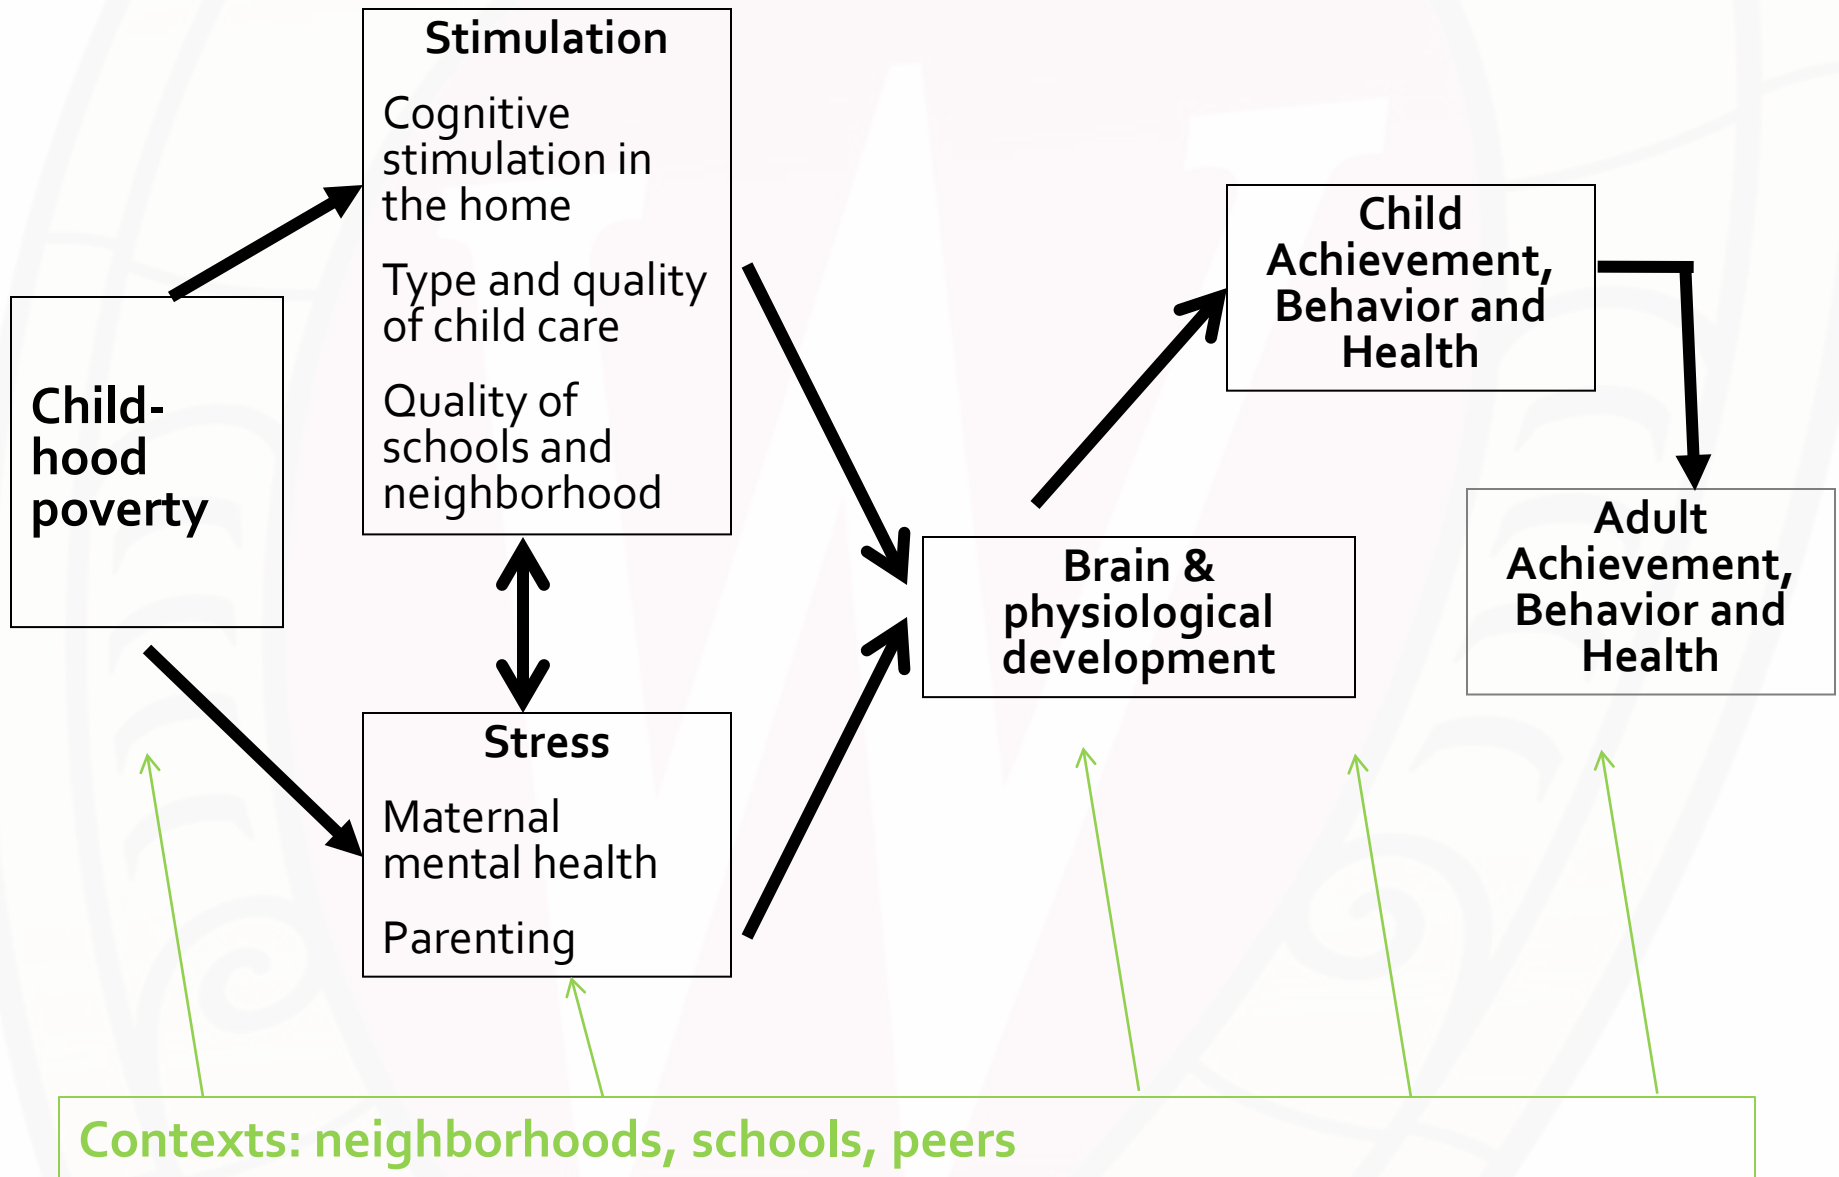 Child-
hood
poverty
Stimulation
Cognitive
stimulation in
the home
Type and quality
of child care
Quality of
schools and
neighborhood
Stress
Maternal
mental health
Parenting
Brain &
physiological
development
Child
Achievement,
Behavior and
Health
Adult
Achievement,
Behavior and
Health
Contexts: neighborhoods, schools, peers